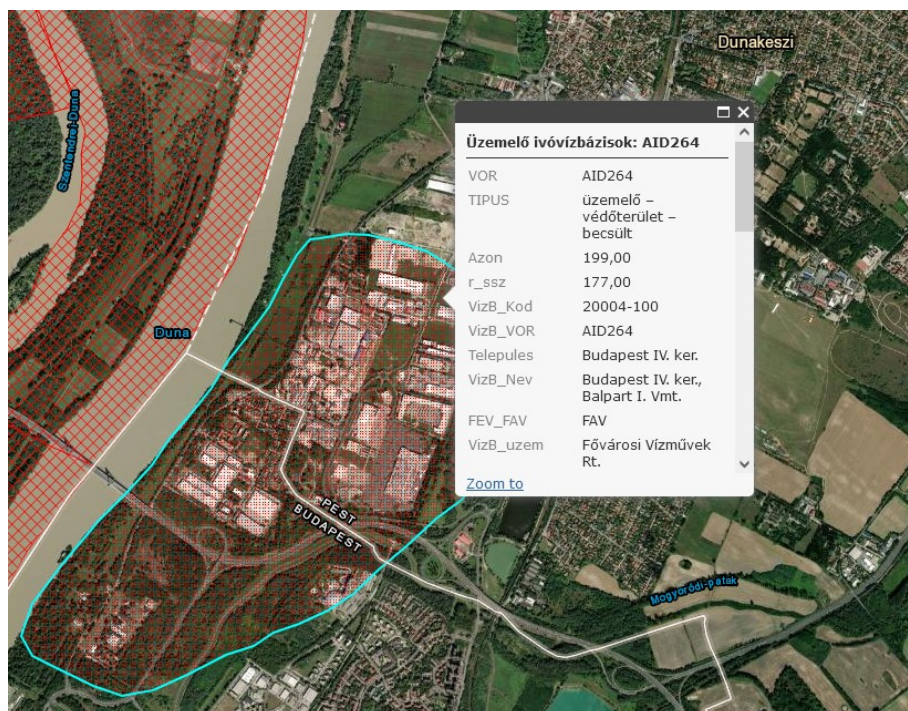 Dunakeszi
Szentendrei-Duna
Üzemelő ivóvízbázisok: AID264
VOR AID264
TIPUS üzemelő –
védőterület –
becsült
Azon 199,00
r_ssz 177,00
VizB_Kod 20004-100
VizB_VOR AID264
Telepules Budapest IV. ker.
VizB_Nev Budapest IV. ker.,
Balpart I. Vmt.
FEV_FAV FAV
VizB_uzem Fővárosi Vízművek
Rt.
Zoom to
Duna
PEST
BUDAPEST
Mogyoródi-patak